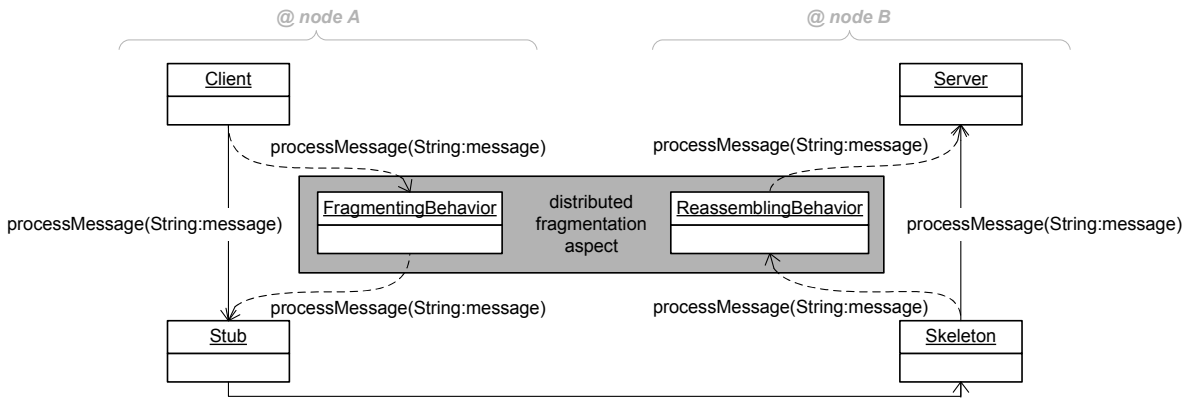 @ node A
@ node B
Client
Server
processMessage(String:message)
processMessage(String:message)
FragmentingBehavior
distributed
fragmentation
aspect
ReassemblingBehavior
processMessage(String:message)
processMessage(String:message)
processMessage(String:message)
processMessage(String:message)
Stub
Skeleton